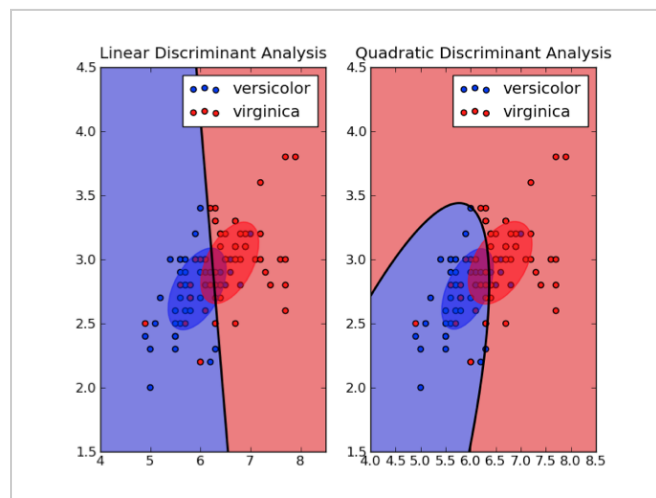 Linear Discriminant Analysis
4.5
4.0
3.5
3.0
2.5
2.0
1.5
4 5 6 7 8
versicolor
virginica
Quadratic Discriminant Analysis
4.5
4.0
3.5
3.0
2.5
2.0
1.5
4.0 4.5 5.0 5.5 6.0 6.5 7.0 7.5 8.0 8.5
versicolor
virginica